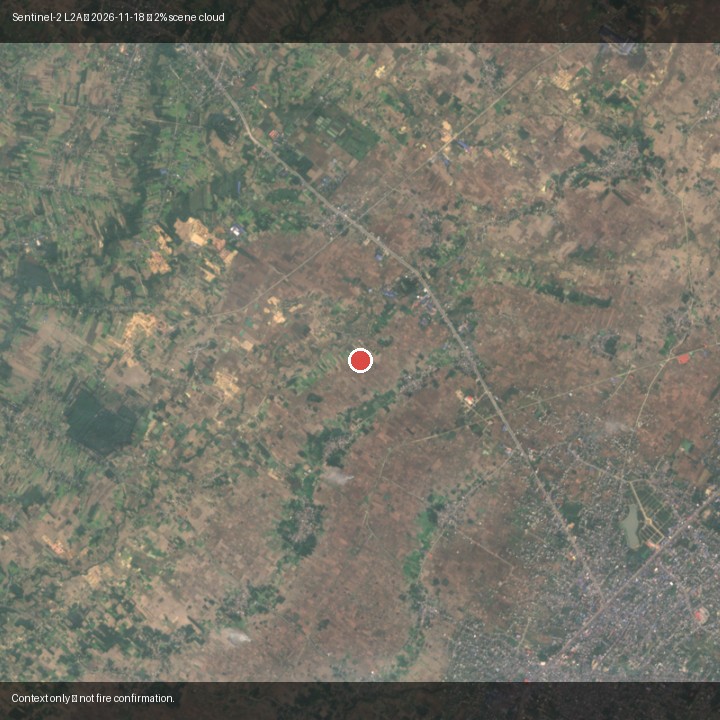 Sentinel-2 L2A▯2026-11-18▯2% scene cloud
Context only▯not fire confirmation.